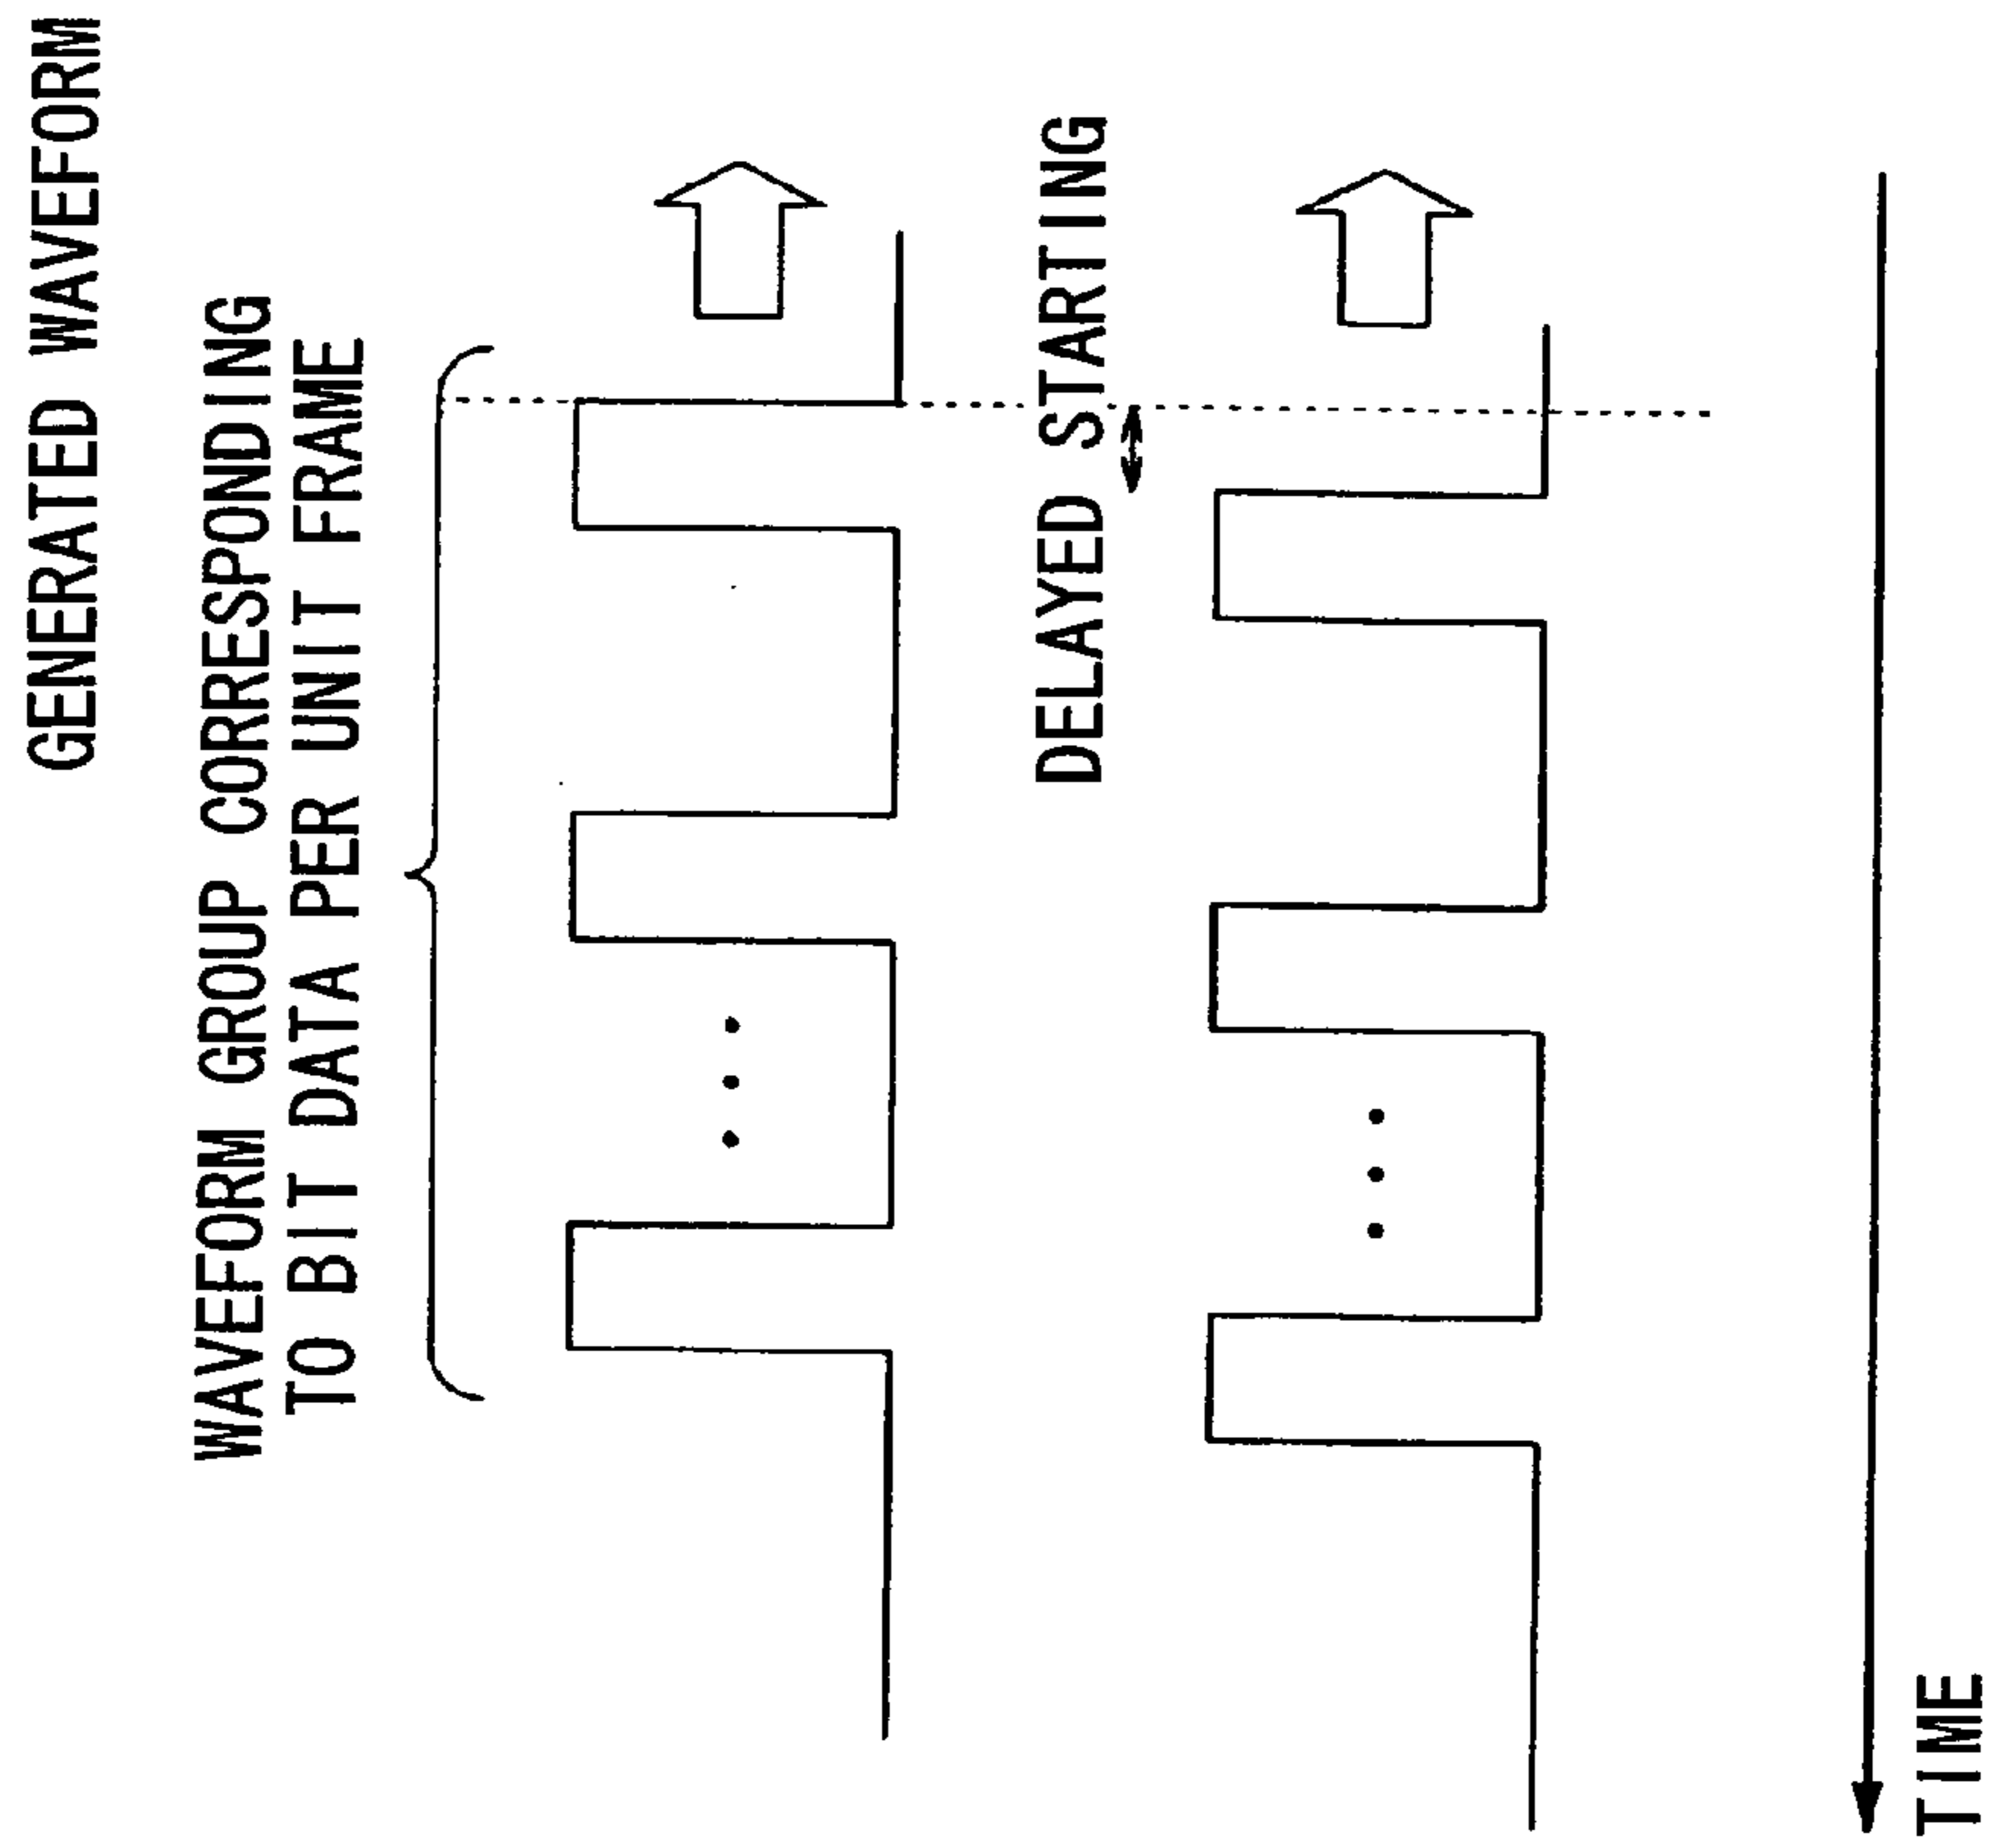 GENERATED WAVEFORM
WAVEFORM GROUP CORRESPONDING
TO BIT DATA PER UNIT FRAME
DELAYED STARTING
TIME